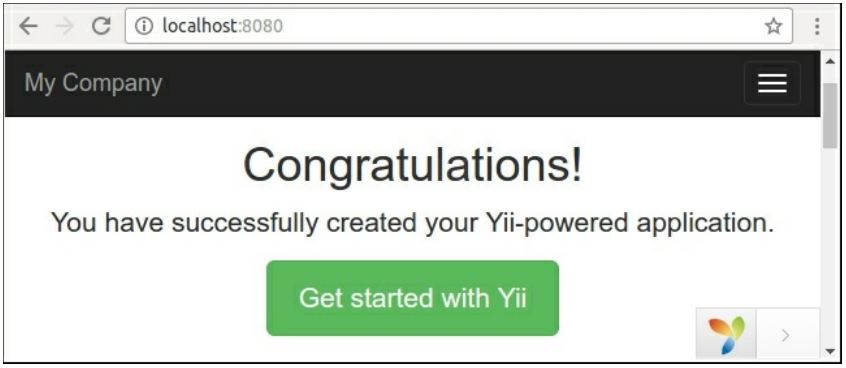 localhost:8080
My Company
Congratulations!
You have successfully created your Yii-powered application.
Get started with Yii